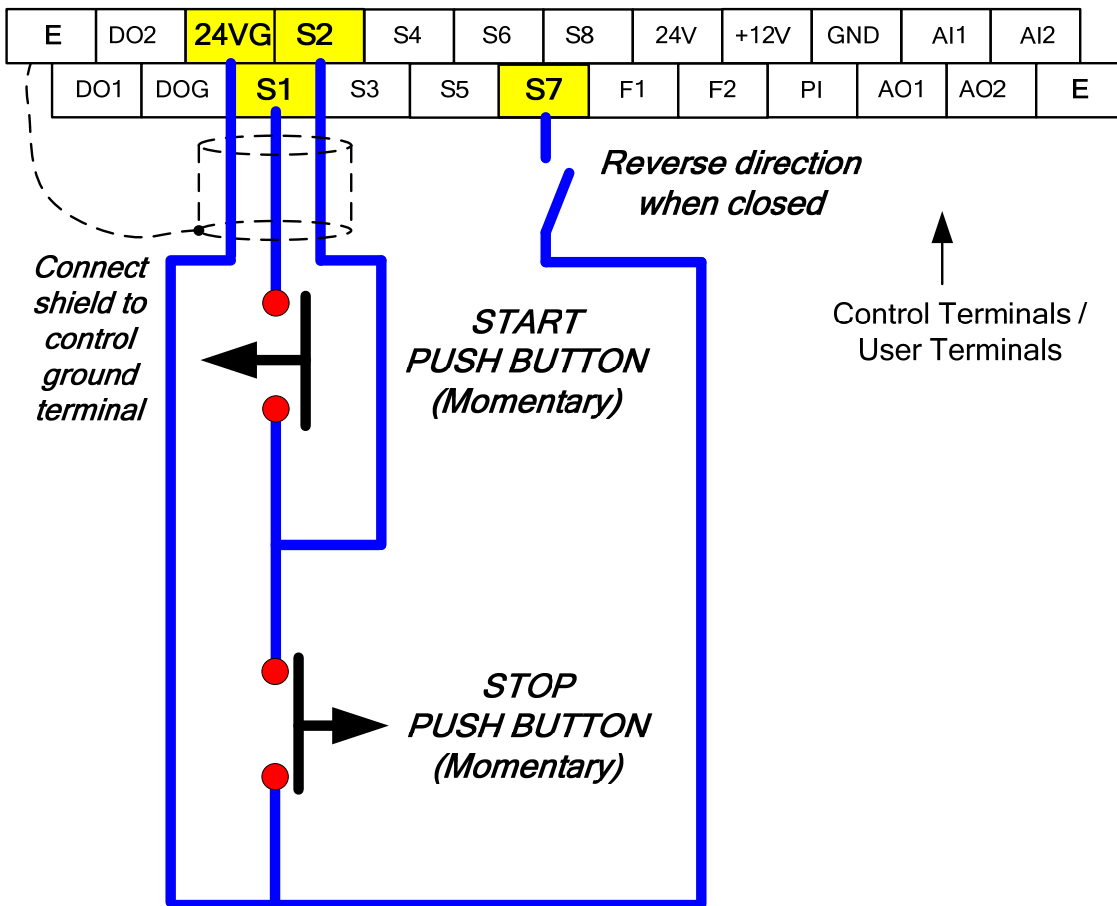 E DO2 24VG S2 S4 S6 S8 24V +12V GND AI1 AI2
DO1 DOG S1 S3 S5 S7 F1 F2 PI AO1 AO2 E
Reverse direction
when closed
Connect
shield to
control
ground
terminal
START
PUSH BUTTON
(Momentary)
Control Terminals /
User Terminals
STOP
PUSH BUTTON
(Momentary)